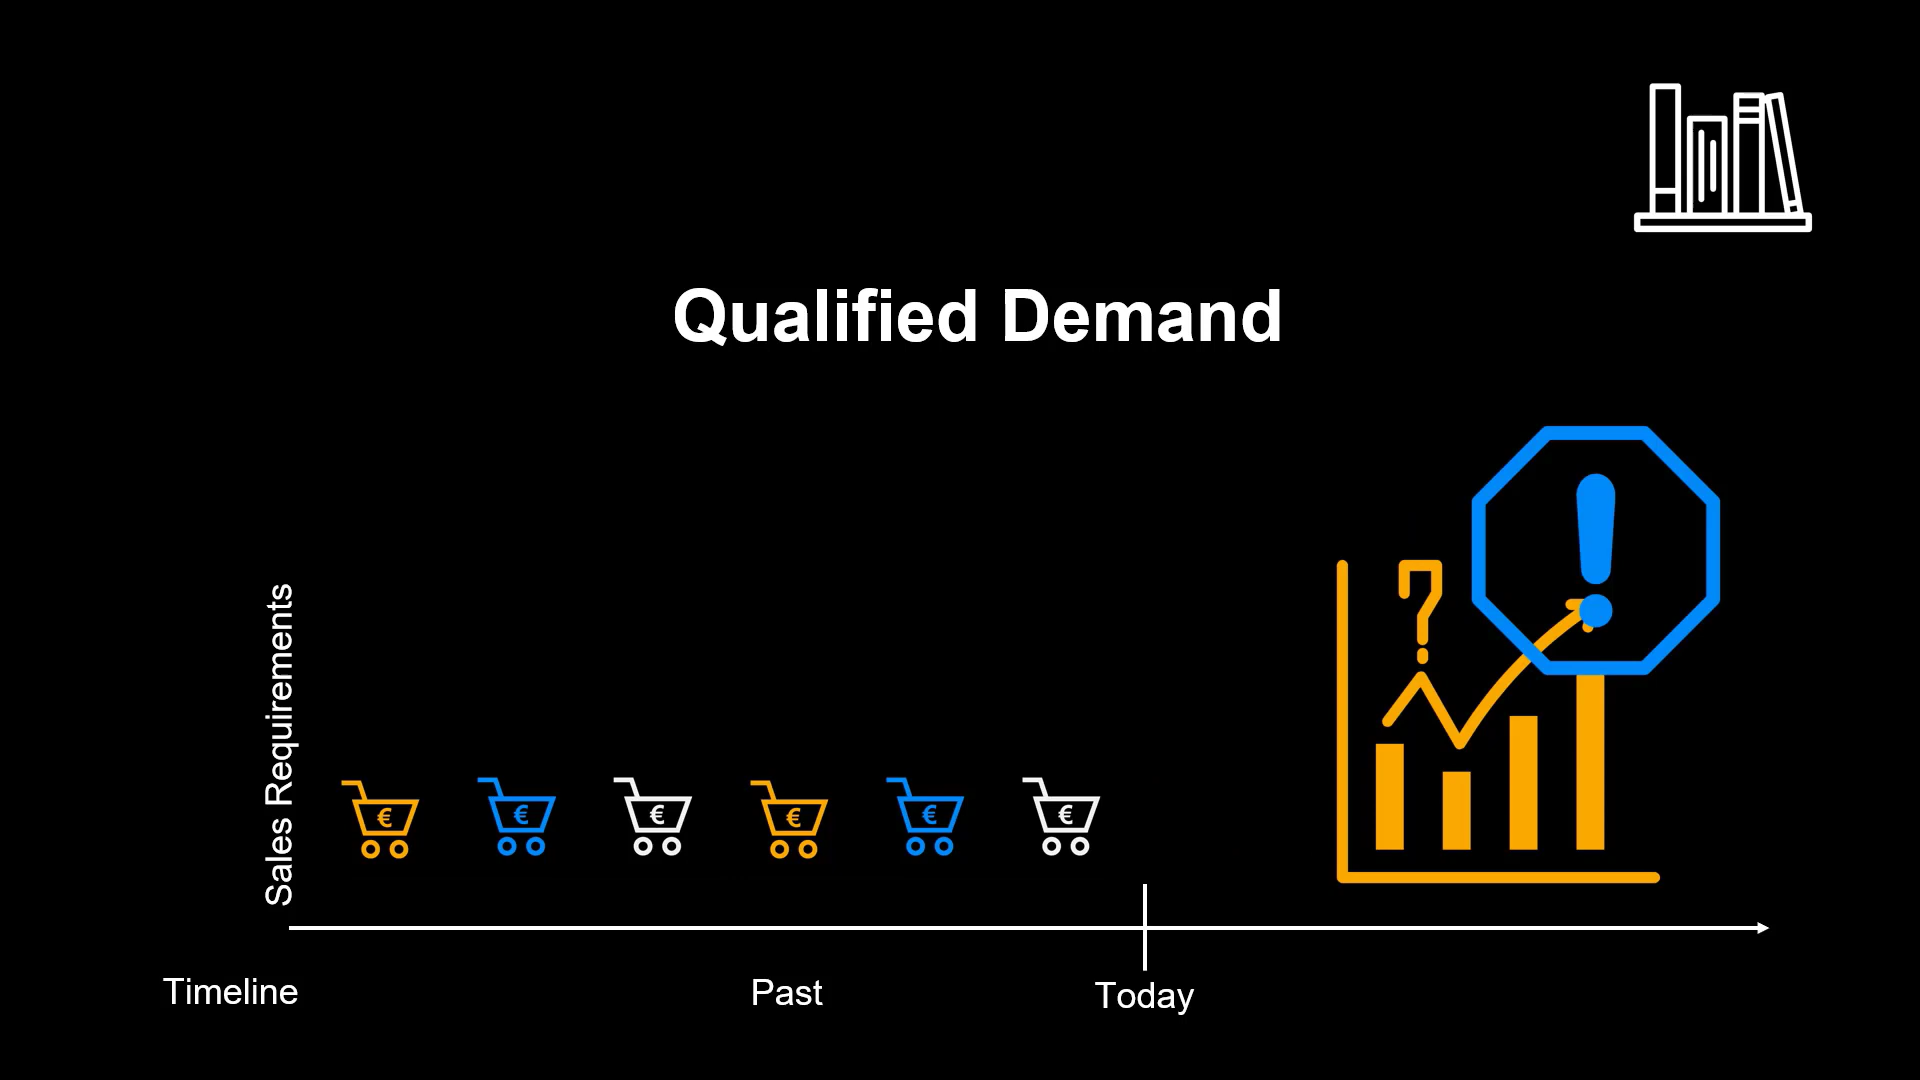 Qualified Demand
Sales Requirements
€ € € € € €
?
!
Timeline Past Today